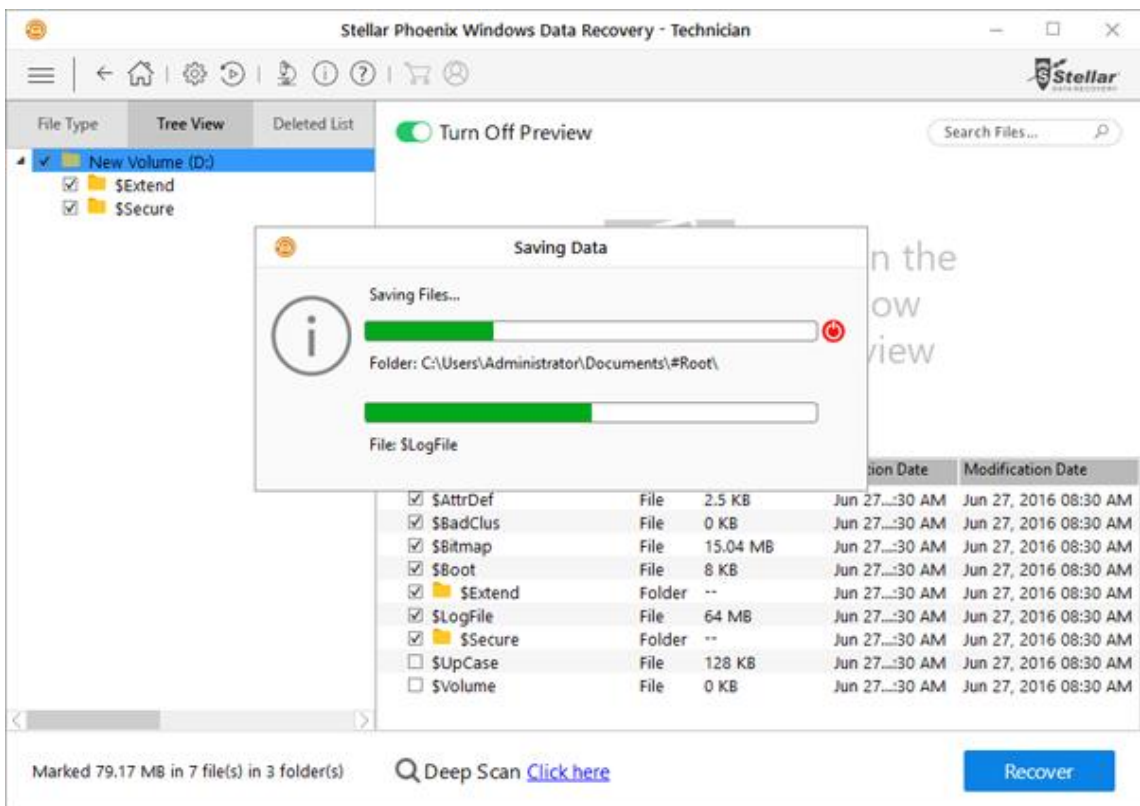 Stellar Phoenix Windows Data Recovery - Technician
Stellar
File Type Tree View Deleted List
Turn Off Preview
Search Files...
New Volume (D:)
$Extend
$Secure
n the
ow
view
Saving Data
Saving Files...
Folder: C:\Users\Administrator\Documents\#Root\
File: $LogFile
tion Date Modification Date
$AttrDef File 2.5 KB Jun 27...:30 AM Jun 27, 2016 08:30 AM
$BadClus File 0 KB Jun 27...:30 AM Jun 27, 2016 08:30 AM
$Bitmap File 15.04 MB Jun 27...:30 AM Jun 27, 2016 08:30 AM
$Boot File 8 KB Jun 27...:30 AM Jun 27, 2016 08:30 AM
$Extend Folder -- Jun 27...:30 AM Jun 27, 2016 08:30 AM
$LogFile File 64 MB Jun 27...:30 AM Jun 27, 2016 08:30 AM
$Secure Folder -- Jun 27...:30 AM Jun 27, 2016 08:30 AM
$UpCase File 128 KB Jun 27...:30 AM Jun 27, 2016 08:30 AM
$Volume File 0 KB Jun 27...:30 AM Jun 27, 2016 08:30 AM
Marked 79.17 MB in 7 file(s) in 3 folder(s)
Deep Scan Click here
Recover